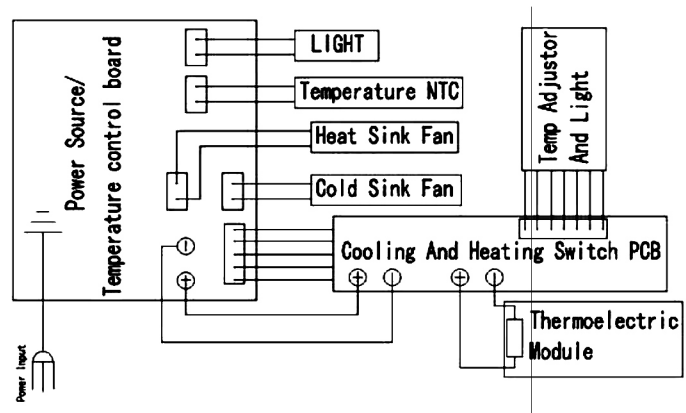 Power Source/
Temperature control board
LIGHT
Temperature NTC
Heat Sink Fan
Cold Sink Fan
Temp Adjustor
And Light
Cooling And Heating Switch PCB
+ -
+ - + -
Thermoelectric
Module
Power Input